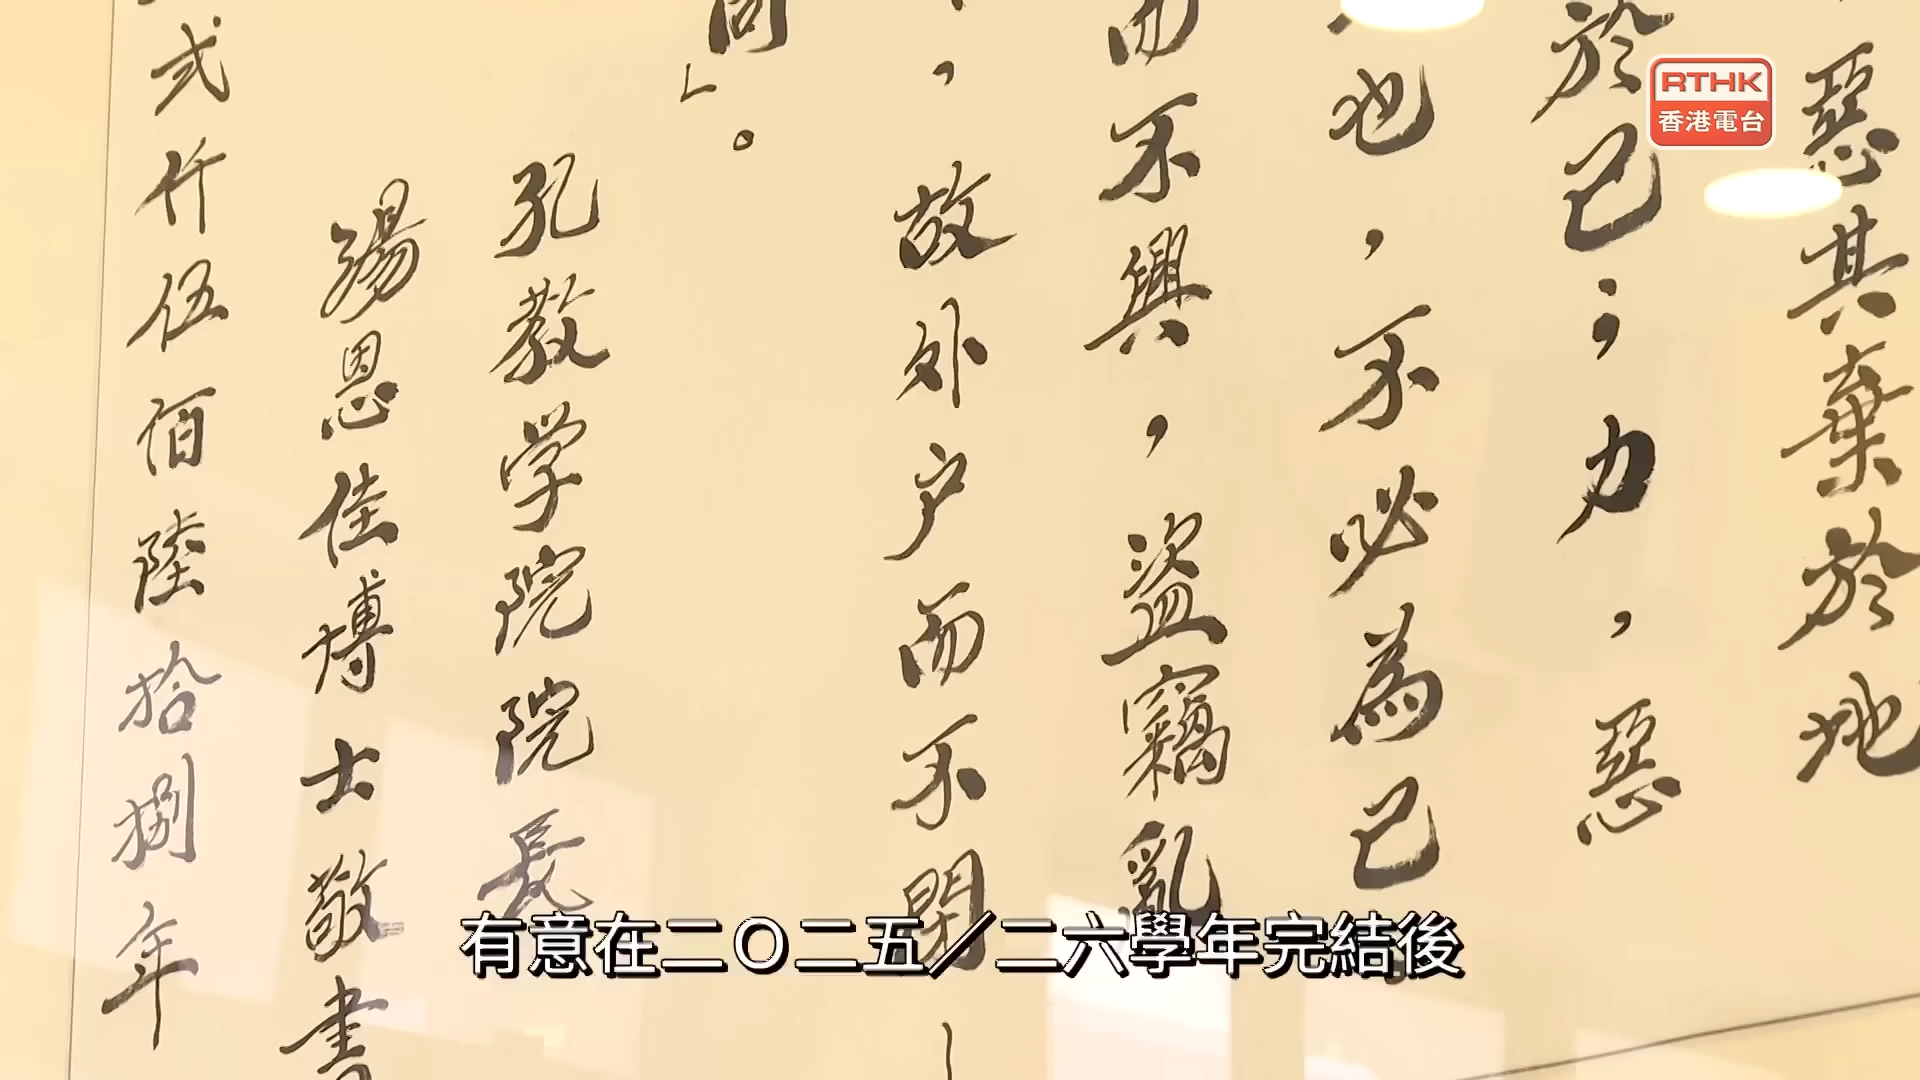 惡其棄於地
於己；力，惡
也，不必為己
而不興，盜竊亂
，故外户而不閉
同」。
孔教学院院長
湯恩佳博士敬書
弍仟伍佰陸拾捌年
RTHK
香港電台
有意在二〇二五／二六學年完結後